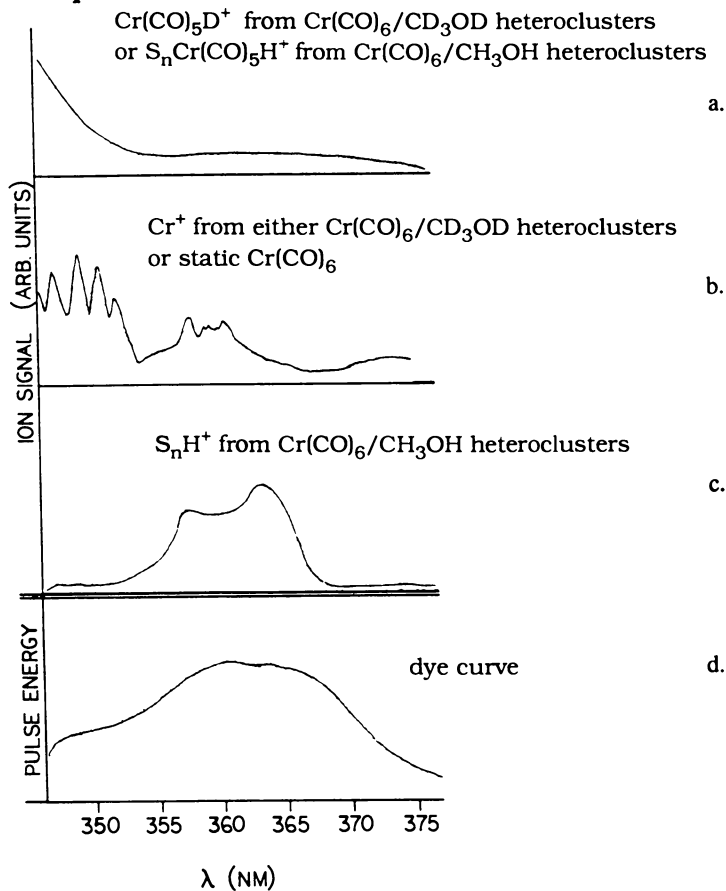 Cr(CO)5D+ from Cr(CO)6/CD3OD heteroclusters
or SnCr(CO)5H+ from Cr(CO)6/CH3OH heteroclusters
a.
Cr+ from either Cr(CO)6/CD3OD heteroclusters
or static Cr(CO)6
b.
ION SIGNAL (ARB. UNITS)
SnH+ from Cr(CO)6/CH3OH heteroclusters
c.
dye curve
d.
PULSE ENERGY
350 355 360 365 370 375
λ (NM)